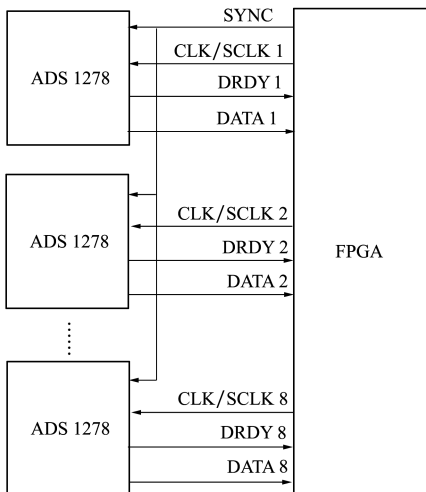 SYNC
CLK/SCLK 1
ADS 1278
DRDY 1
DATA 1
CLK/SCLK 2
ADS 1278
DRDY 2
FPGA
DATA 2
CLK/SCLK 8
ADS 1278
DRDY 8
DATA 8